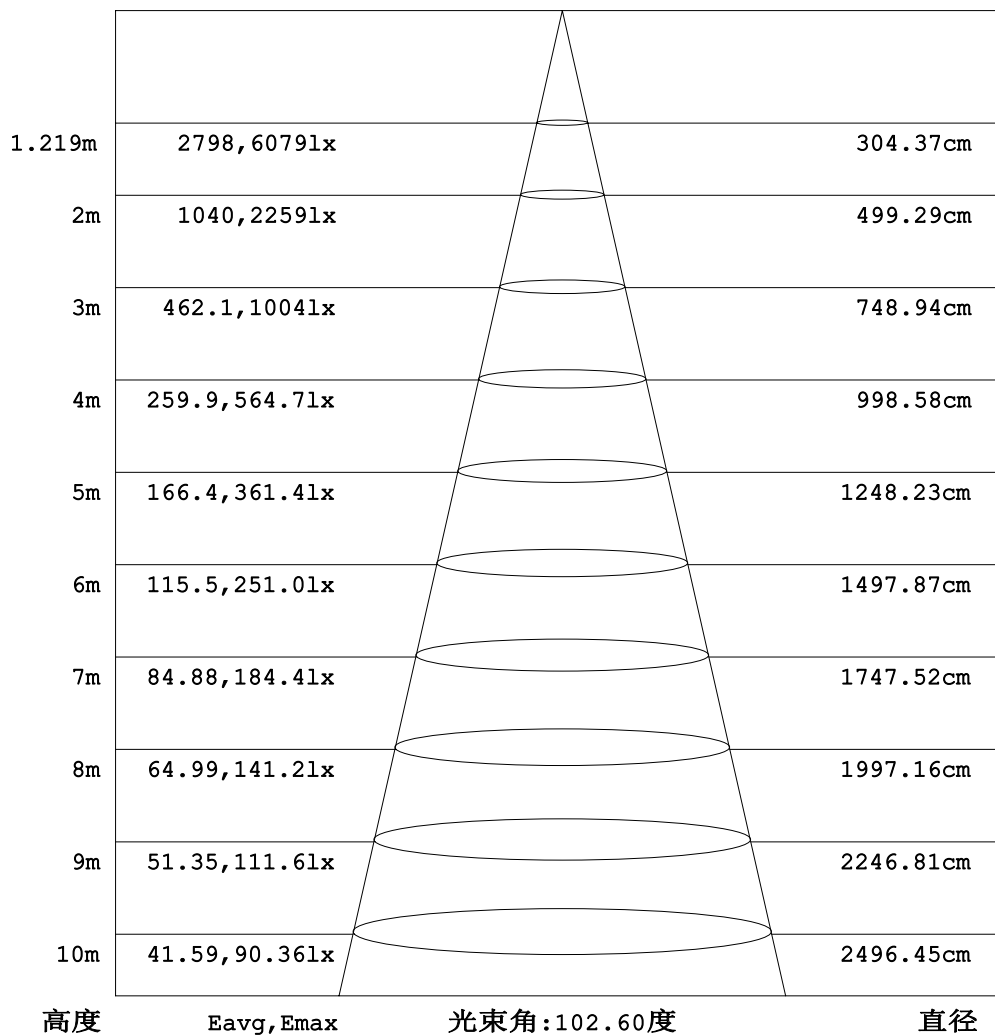 1.219m 2798,6079lx 304.37cm
2m 1040,2259lx 499.29cm
3m 462.1,1004lx 748.94cm
4m 259.9,564.7lx 998.58cm
5m 166.4,361.4lx 1248.23cm
6m 115.5,251.0lx 1497.87cm
7m 84.88,184.4lx 1747.52cm
8m 64.99,141.2lx 1997.16cm
9m 51.35,111.6lx 2246.81cm
10m 41.59,90.36lx 2496.45cm
高度 Eavg,Emax 光束角:102.60度 直径